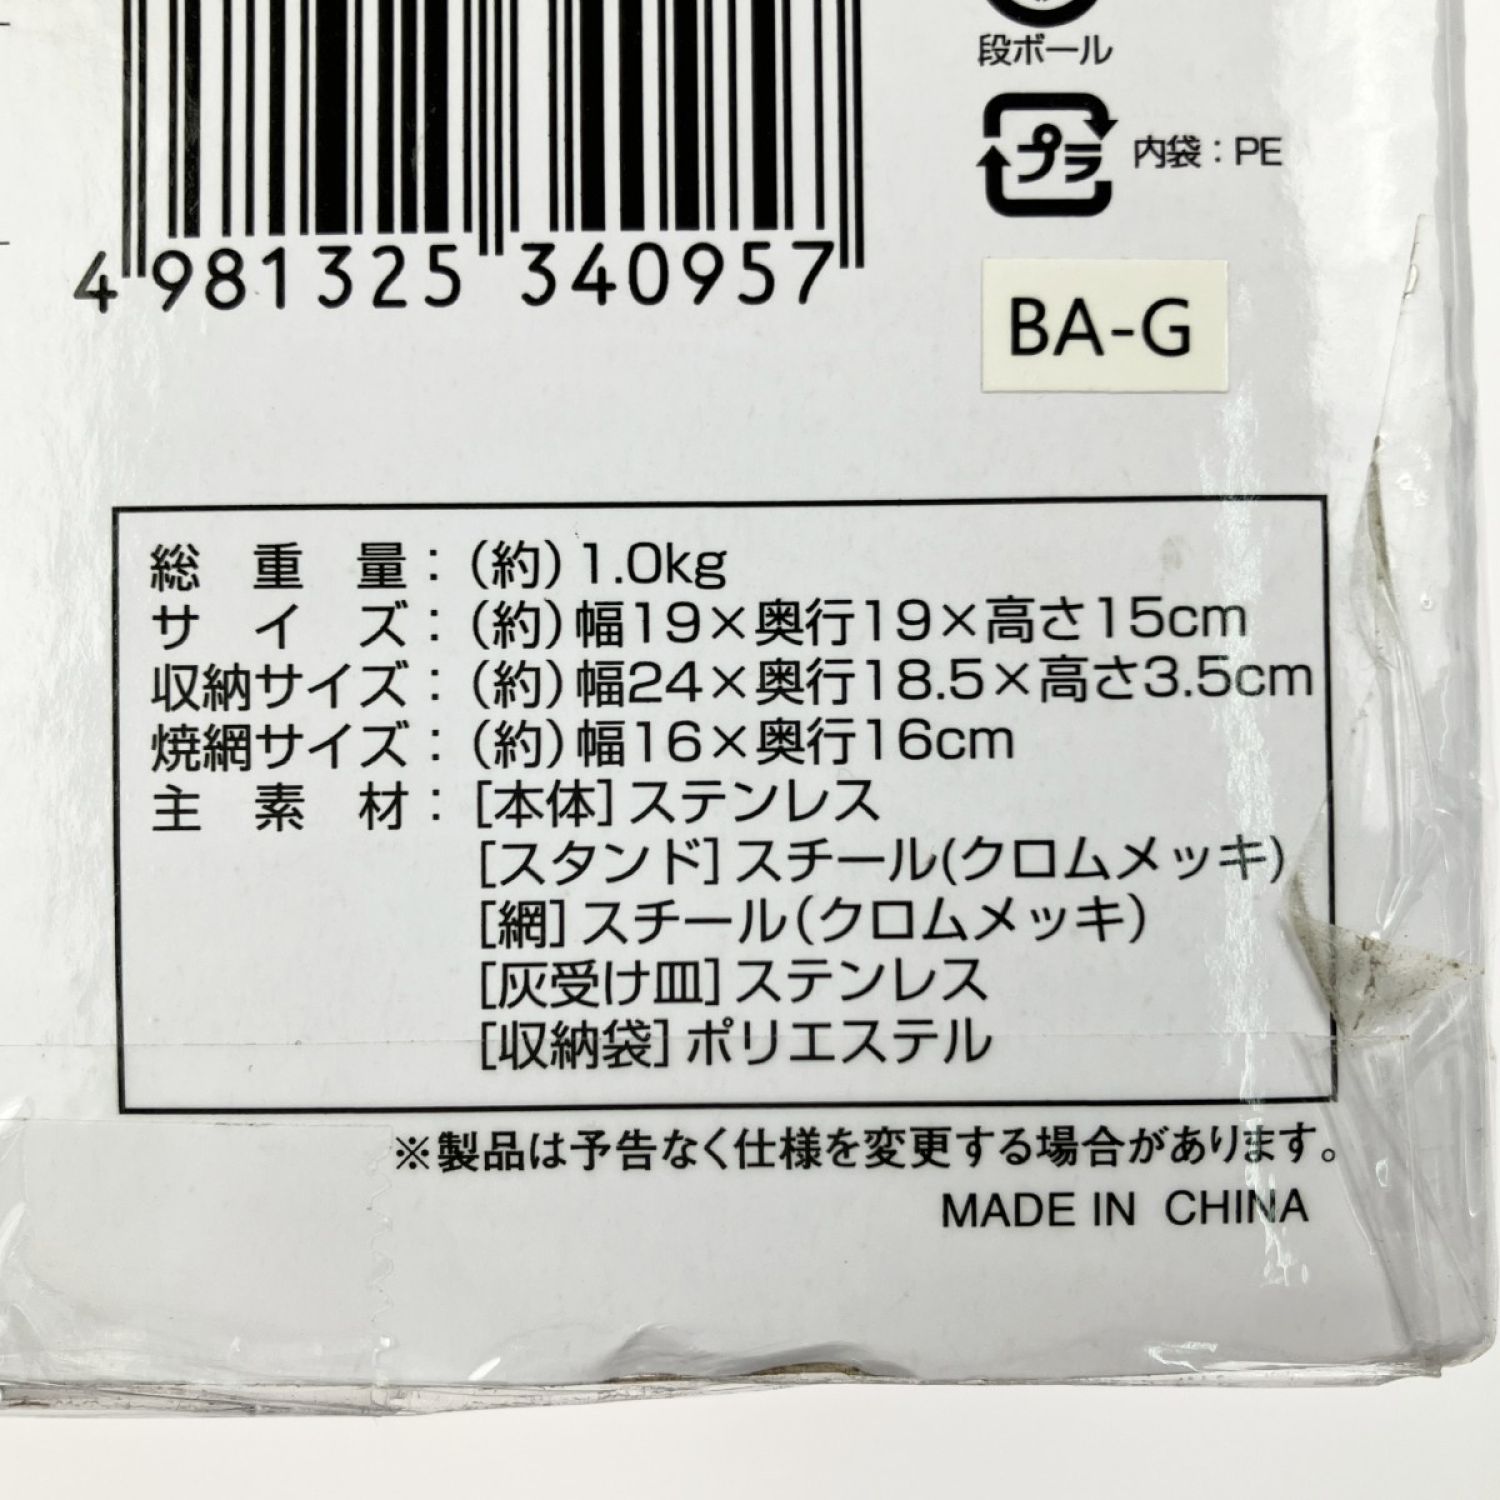 段ボール
プラ 内袋：PE
4 981325 340957
BA-G
総重量：（約）1.0kg
サイズ：（約）幅19×奥行19×高さ15cm
収納サイズ：（約）幅24×奥行18.5×高さ3.5cm
焼網サイズ：（約）幅16×奥行16cm
主素材：［本体］ステンレス
［スタンド］スチール(クロムメッキ)
［網］スチール（クロムメッキ）
［灰受け皿］ステンレス
［収納袋］ポリエステル
※製品は予告なく仕様を変更する場合があります。
MADE IN CHINA